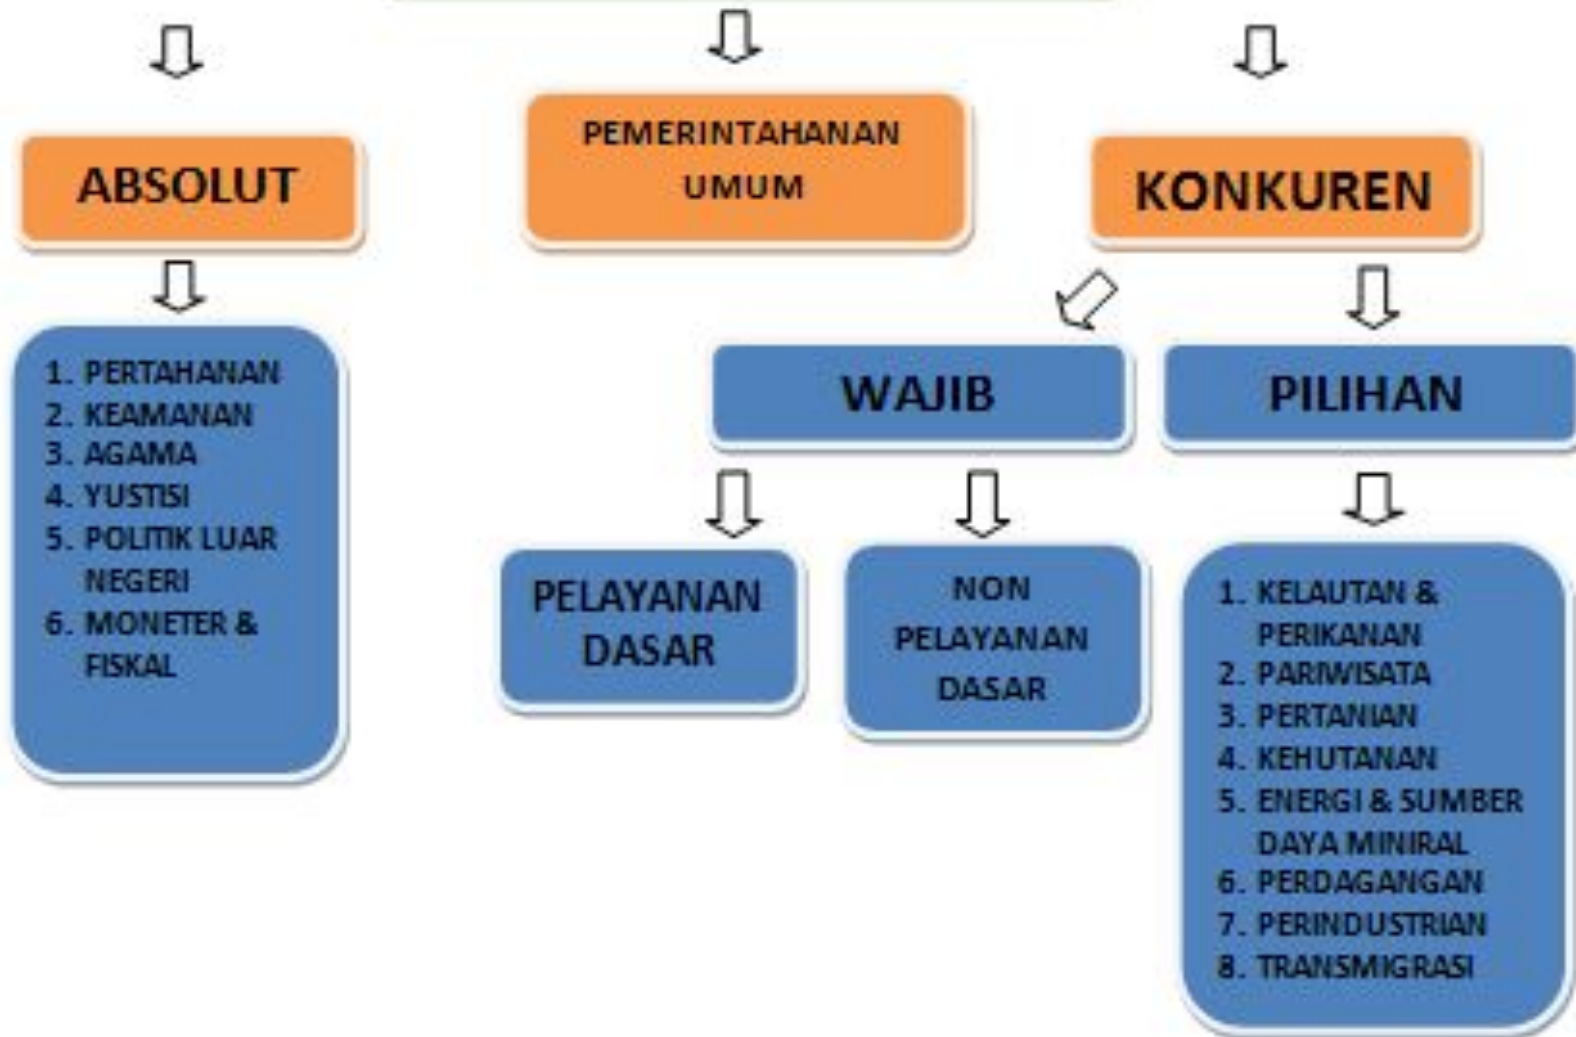 ABSOLUT
PEMERINTAHANAN
UMUM
KONKUREN
1. PERTAHANAN
2. KEAMANAN
3. AGAMA
4. YUSTISI
5. POLITIK LUAR
NEGERI
6. MONETER &
FISKAL
WAJIB
PILIHAN
PELAYANAN
DASAR
NON
PELAYANAN
DASAR
1. KELAUTAN &
PERIKANAN
2. PARIWISATA
3. PERTANIAN
4. KEHUTANAN
5. ENERGI & SUMBER
DAYA MINIRAL
6. PERDAGANGAN
7. PERINDUSTRIAN
8. TRANSMIGRASI